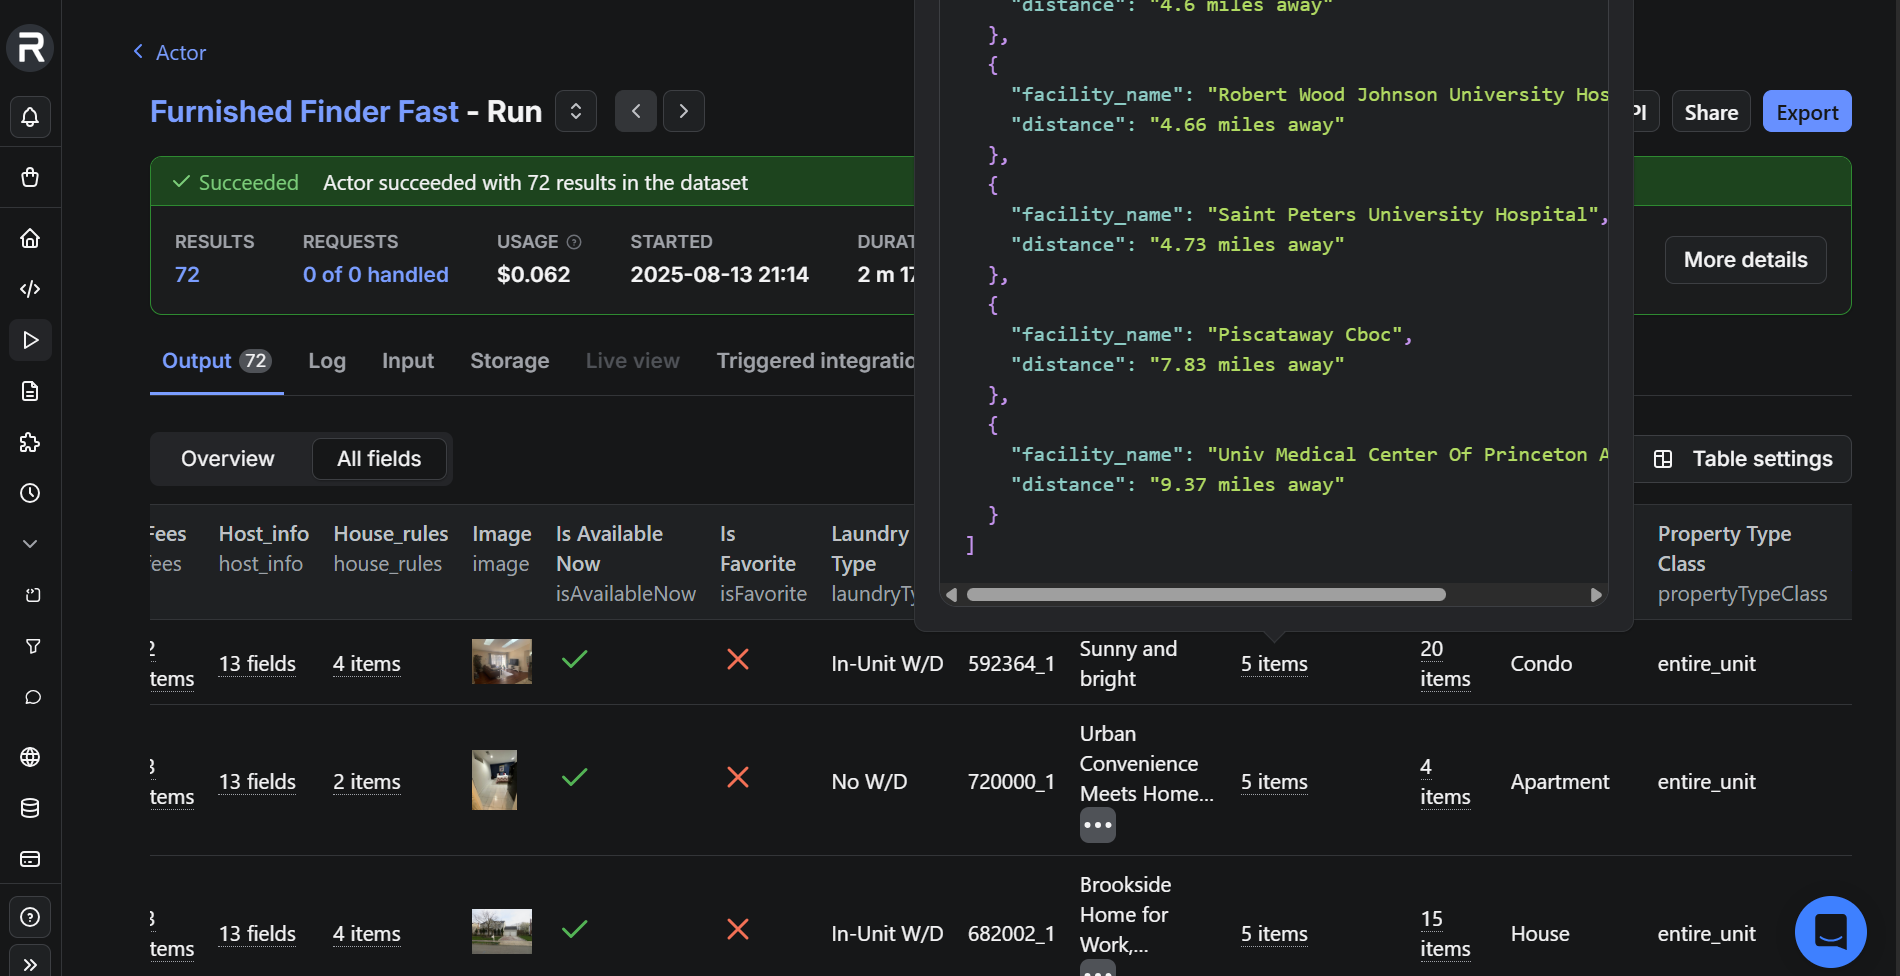 R
Actor
Furnished Finder Fast - Run
PI
Share
Export
Succeeded
Actor succeeded with 72 results in the dataset
RESULTS
72
REQUESTS
0 of 0 handled
USAGE
$0.062
STARTED
2025-08-13 21:14
DURAT
2 m 17
More details
Output 72
Log
Input
Storage
Live view
Triggered integratio
Overview
All fields
Table settings
"distance": "4.6 miles away"
},
{
"facility_name": "Robert Wood Johnson University Hos
"distance": "4.66 miles away"
},
{
"facility_name": "Saint Peters University Hospital",
"distance": "4.73 miles away"
},
{
"facility_name": "Piscataway Cboc",
"distance": "7.83 miles away"
},
{
"facility_name": "Univ Medical Center Of Princeton A
"distance": "9.37 miles away"
}
]
Fees
fees
Host_info
host_info
House_rules
house_rules
Image
image
Is Available
Now
isAvailableNow
Is
Favorite
isFavorite
Laundry
Type
laundryTy
Property Type
Class
propertyTypeClass
2
tems
13 fields
4 items
In-Unit W/D
592364_1
Sunny and
bright
5 items
20
items
Condo
entire_unit
3
tems
13 fields
2 items
No W/D
720000_1
Urban
Convenience
Meets Home...
5 items
4
items
Apartment
entire_unit
3
tems
13 fields
4 items
In-Unit W/D
682002_1
Brookside
Home for
Work,...
5 items
15
items
House
entire_unit